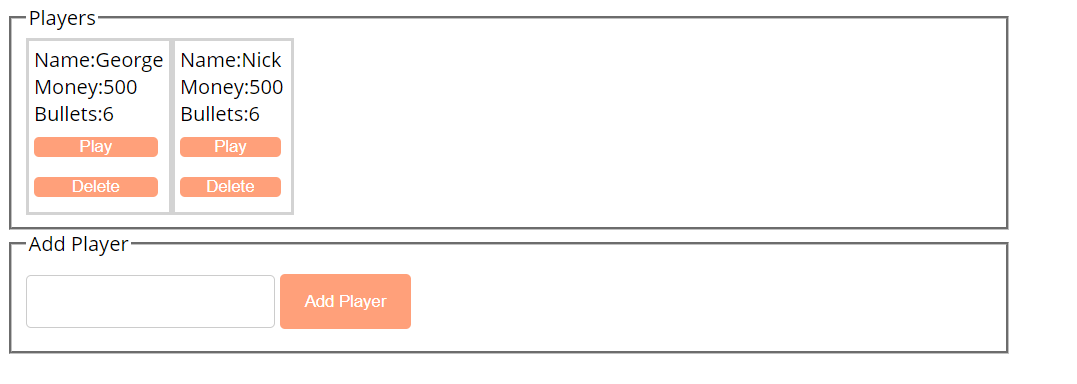 Players
Name:George
Money:500
Bullets:6
Play
Delete
Name:Nick
Money:500
Bullets:6
Play
Delete
Add Player
Add Player